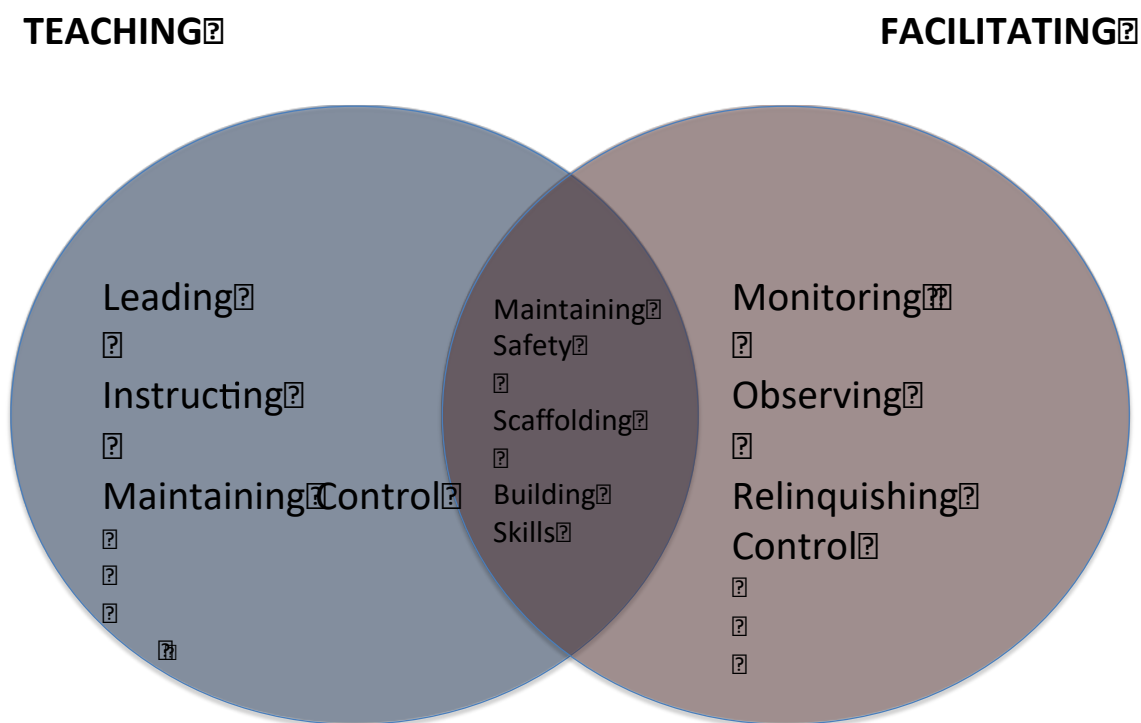 TEACHING
FACILITATING
Leading
Instructing
Maintaining Control
Maintaining
Safety
Scaffolding
Building
Skills
Monitoring
Observing
Relinquishing
Control